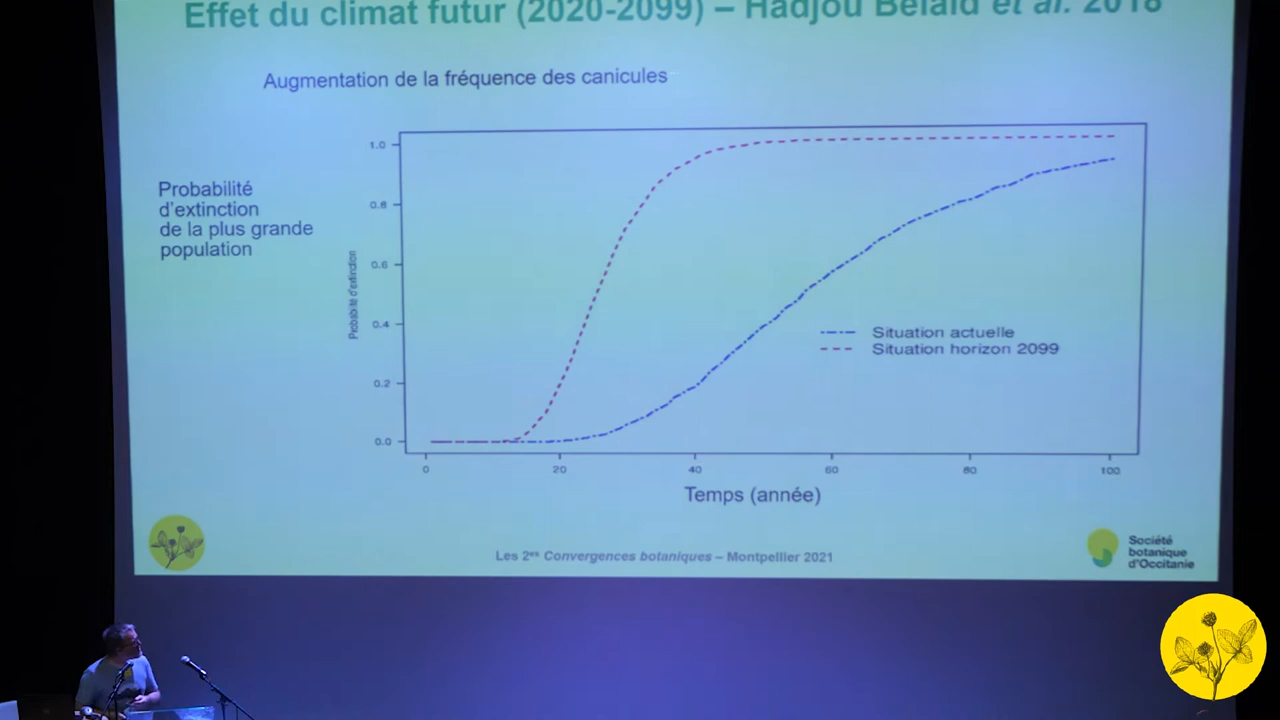 Effet du climat futur (2020-2099) – Hadjou Belaid et al. 2018
Augmentation de la fréquence des canicules
Probabilité
d'extinction
de la plus grande
population
Probabilité d'extinction
1.0
0.8
0.6
0.4
0.2
0.0
Situation actuelle
Situation horizon 2099
0 20 40 60 80 100
Temps (année)
Les 2es Convergences botaniques – Montpellier 2021
Société
botanique
d'Occitanie